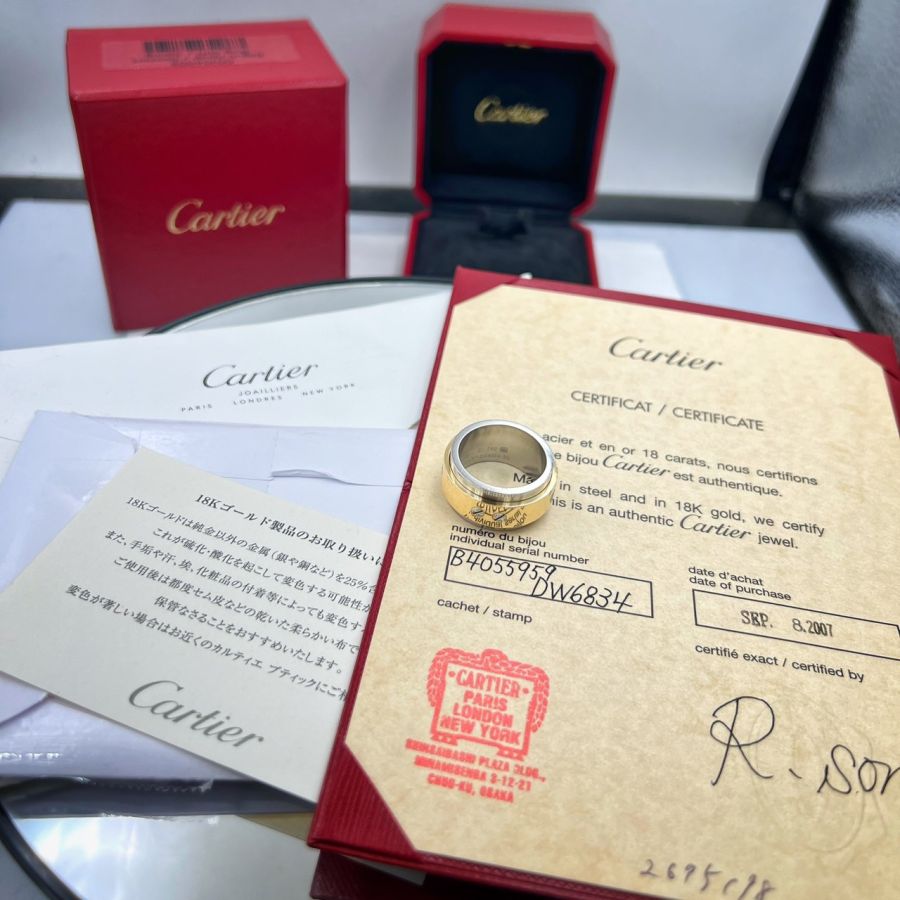 Cartier
Cartier
Cartier
JOAILLIERS
PARIS LONDRES NEW YORK
18Kゴールド製品のお取り扱いに
18Kゴールドは純金以外の金属(銀や銅など)を25%含
これが硫化・酸化を起こして変色する可能性が
また、手垢や汗、埃、化粧品の付着等によっても変色す
ご使用後は都度セム皮などの乾いた柔らかい布で
保管なさることをおすすめいたします。
変色が著しい場合はお近くのカルティエ ブティックにご相
Cartier
Cartier
CERTIFICAT / CERTIFICATE
acier et en or 18 carats, nous certifions
e bijou Cartier est authentique.
Ma
in steel and in 18K gold, we certify
his is an authentic Cartier jewel.
numéro du bijou
individual serial number
B4055959
DW6834
date d'achat
date of purchase
SEP. 8.2007
cachet / stamp
certifié exact / certified by
CARTIER
PARIS
LONDON
NEW YORK
SHINSAIBASHI PLAZA BLDG.,
MINAMISENBA 3-12-21
CHUO-KU, OSAKA
R. son